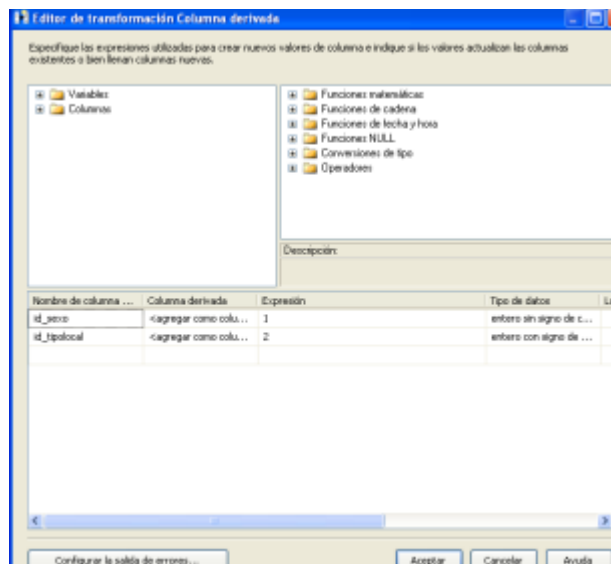 Editor de transformación Columna derivada
Especifique las expresiones utilizadas para crear nuevos valores de columna e indique si los valores actualizan las columnas
existentes o bien llenan columnas nuevas.
Variables
Columnas
Funciones matemáticas
Funciones de cadena
Funciones de fecha y hora
Funciones NULL
Conversiones de tipo
Operadores
Descripción:
Nombre de columna ... Columna derivada Expresión Tipo de datos
id_sexo <agregar como colu... 1 entero sin signo de c...
id_tipolocal <agregar como colu... 2 entero con signo de ...
Configurar la salida de errores... Aceptar Cancelar Ayuda